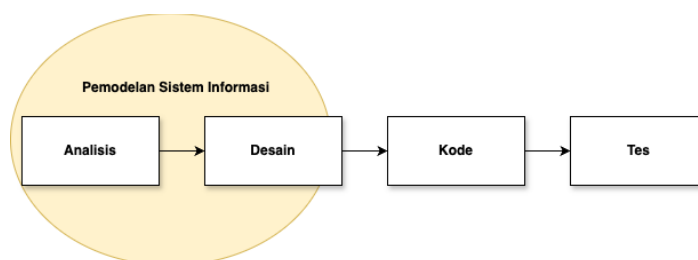 Pemodelan Sistem Informasi
Analisis
Desain
Kode
Tes